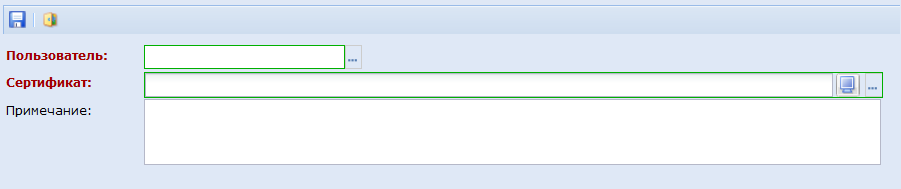 Пользователь:
...
Сертификат:
...
Примечание: